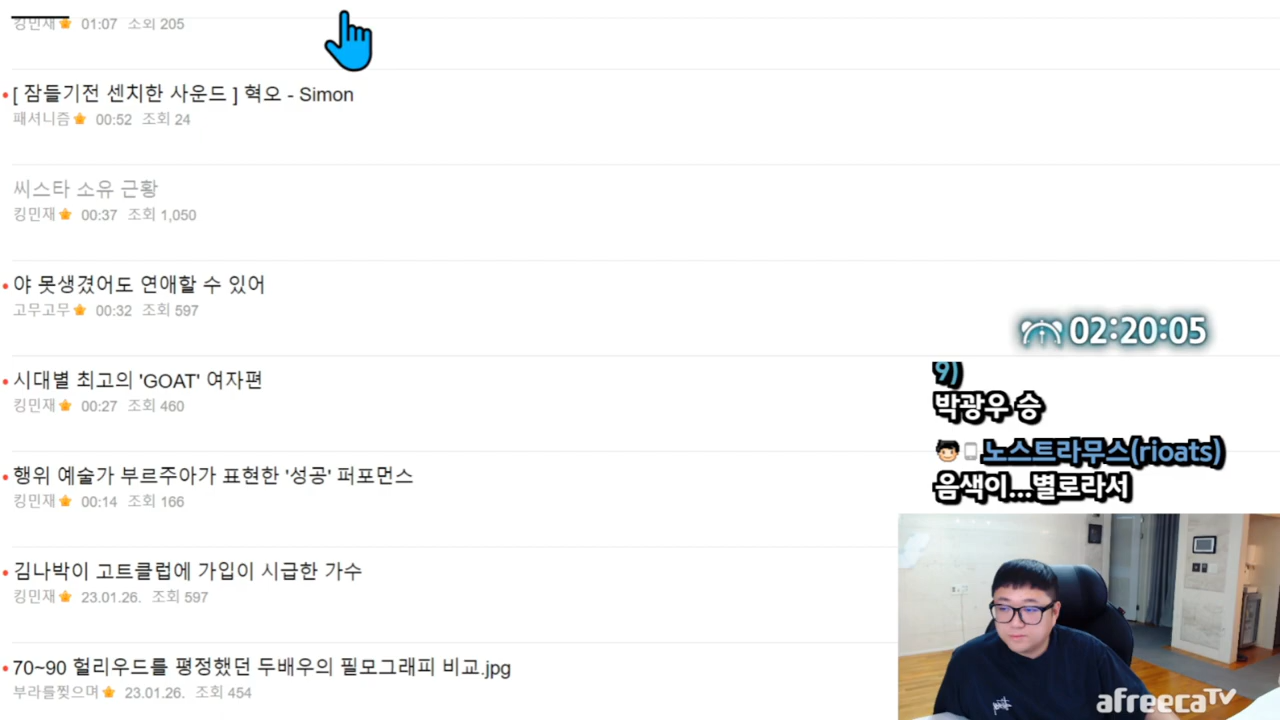 킹민재 01:07 조회 205
[ 잠들기전 센치한 사운드 ] 혁오 - Simon
패셔니즘 00:52 조회 24
씨스타 소유 근황
킹민재 00:37 조회 1,050
야 못생겼어도 연애할 수 있어
고무고무 00:32 조회 597
시대별 최고의 'GOAT' 여자편
킹민재 00:27 조회 460
행위 예술가 부르주아가 표현한 '성공' 퍼포먼스
킹민재 00:14 조회 166
김나박이 고트클럽에 가입이 시급한 가수
킹민재 23.01.26. 조회 597
70~90 헐리우드를 평정했던 두배우의 필모그래피 비교.jpg
부라를찢으며 23.01.26. 조회 454
02:20:05
9)
박광우 승
노스트라무스(rioats)
음색이...별로라서
afreecaTV